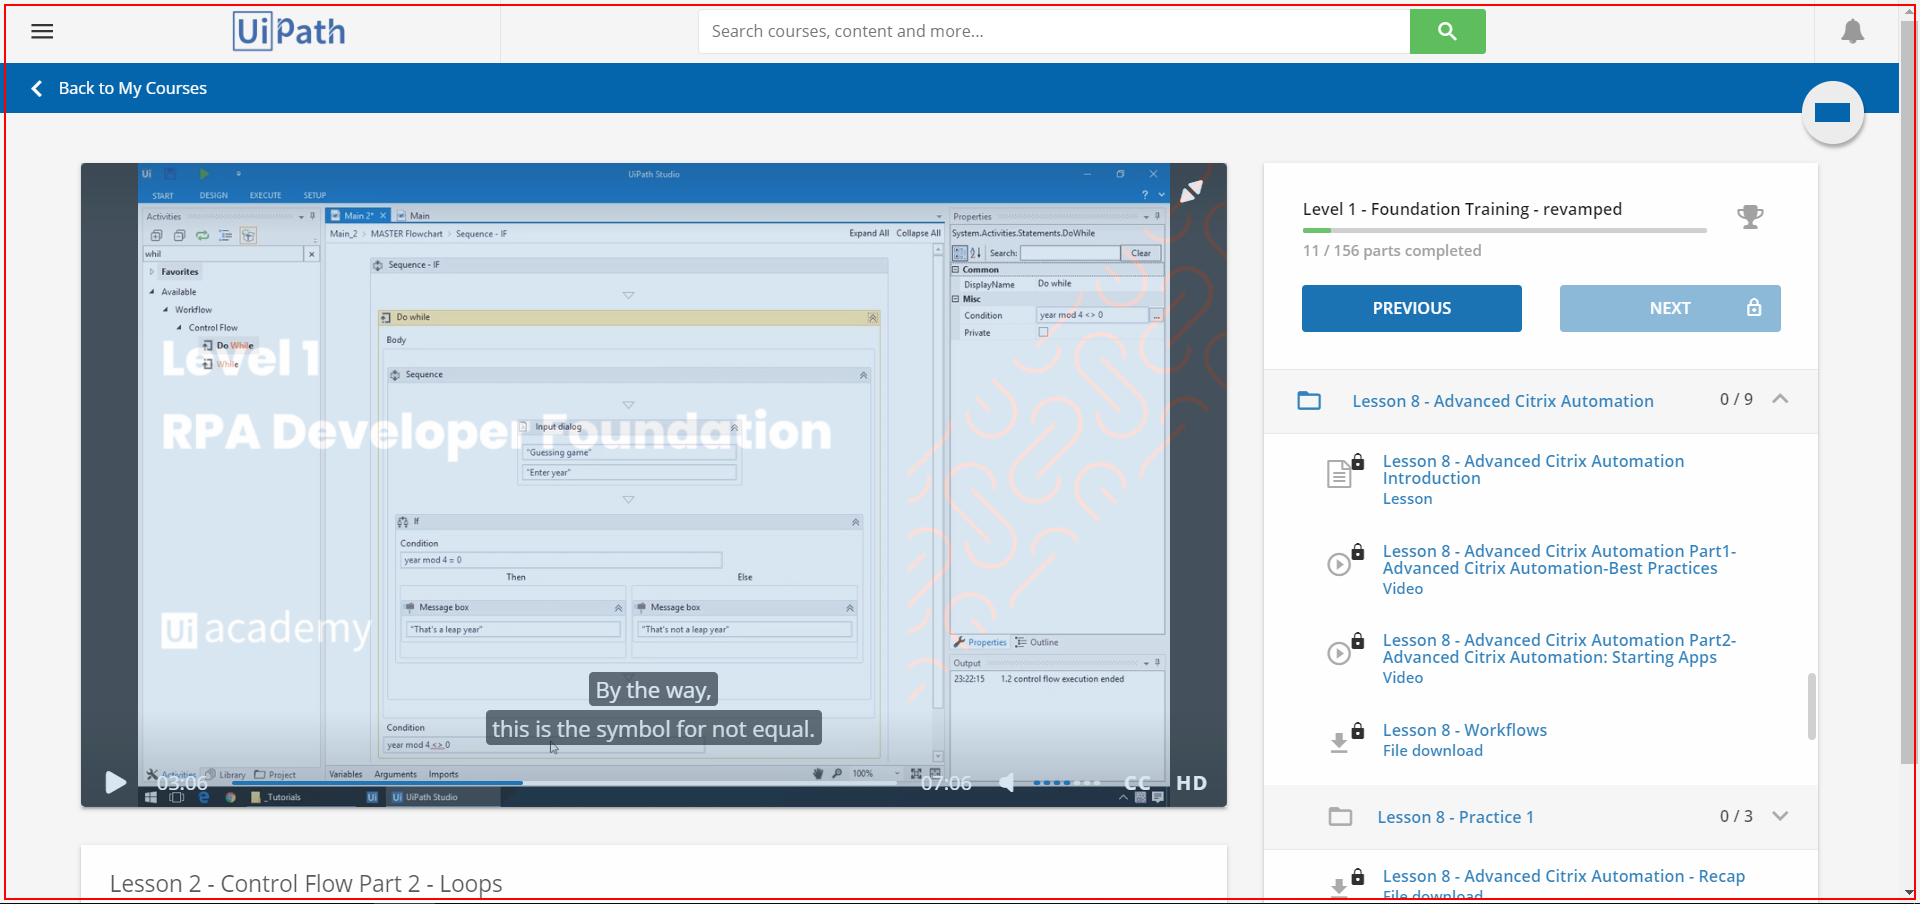 UiPath
Search courses, content and more...
Back to My Courses
Ui
UiPath Studio
START DESIGN EXECUTE SETUP
Activities
Main 2* Main
Properties
Main_2 > MASTER Flowchart > Sequence - IF
Expand All Collapse All
System.Activities.Statements.DoWhile
whil
Search:
Clear
Favorites
Sequence - IF
Common
DisplayName Do while
Available
Misc
Workflow
Do while
Condition year mod 4 <> 0
Control Flow
Private
Do While
Body
While
Level 1
Sequence
RPA Developer Foundation
Input dialog
"Guessing game"
"Enter year"
If
Condition
year mod 4 = 0
Then
Else
Message box
Message box
"That's a leap year"
"That's not a leap year"
Ui academy
Properties Outline
Output
23:22:15 1.2 control flow execution ended
By the way,
this is the symbol for not equal.
Condition
year mod 4 <> 0
Activities Library Project
Variables Arguments Imports
100%
03:06
07:06
CC HD
_Tutorials
Ui
Ui UiPath Studio
Lesson 2 - Control Flow Part 2 - Loops
Level 1 - Foundation Training - revamped
11 / 156 parts completed
PREVIOUS
NEXT
Lesson 8 - Advanced Citrix Automation 0 / 9
Lesson 8 - Advanced Citrix Automation
Introduction
Lesson
Lesson 8 - Advanced Citrix Automation Part1-
Advanced Citrix Automation-Best Practices
Video
Lesson 8 - Advanced Citrix Automation Part2-
Advanced Citrix Automation: Starting Apps
Video
Lesson 8 - Workflows
File download
Lesson 8 - Practice 1 0 / 3
Lesson 8 - Advanced Citrix Automation - Recap
File download